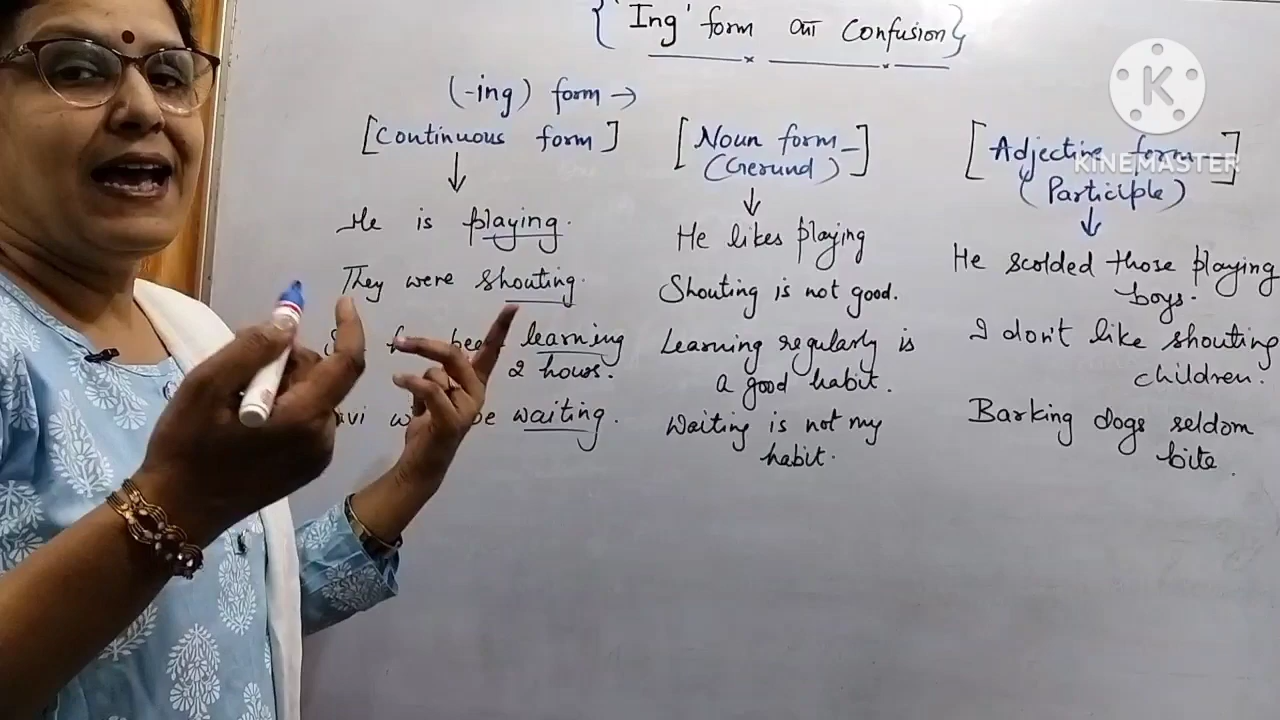 {'Ing' form का Confusion}
(-ing) form →
[Continuous form]
He is playing.
They were shouting.
been learning
2 hours.
be waiting.
[Noun form-]
(Gerund)
He likes playing
Shouting is not good.
Learning regularly is
a good habit.
Waiting is not my
habit.
[Adjective form-]
(Participle)
He scolded those playing
boys.
I don't like shouting
children.
Barking dogs seldom
bite.
K
KINEMASTER